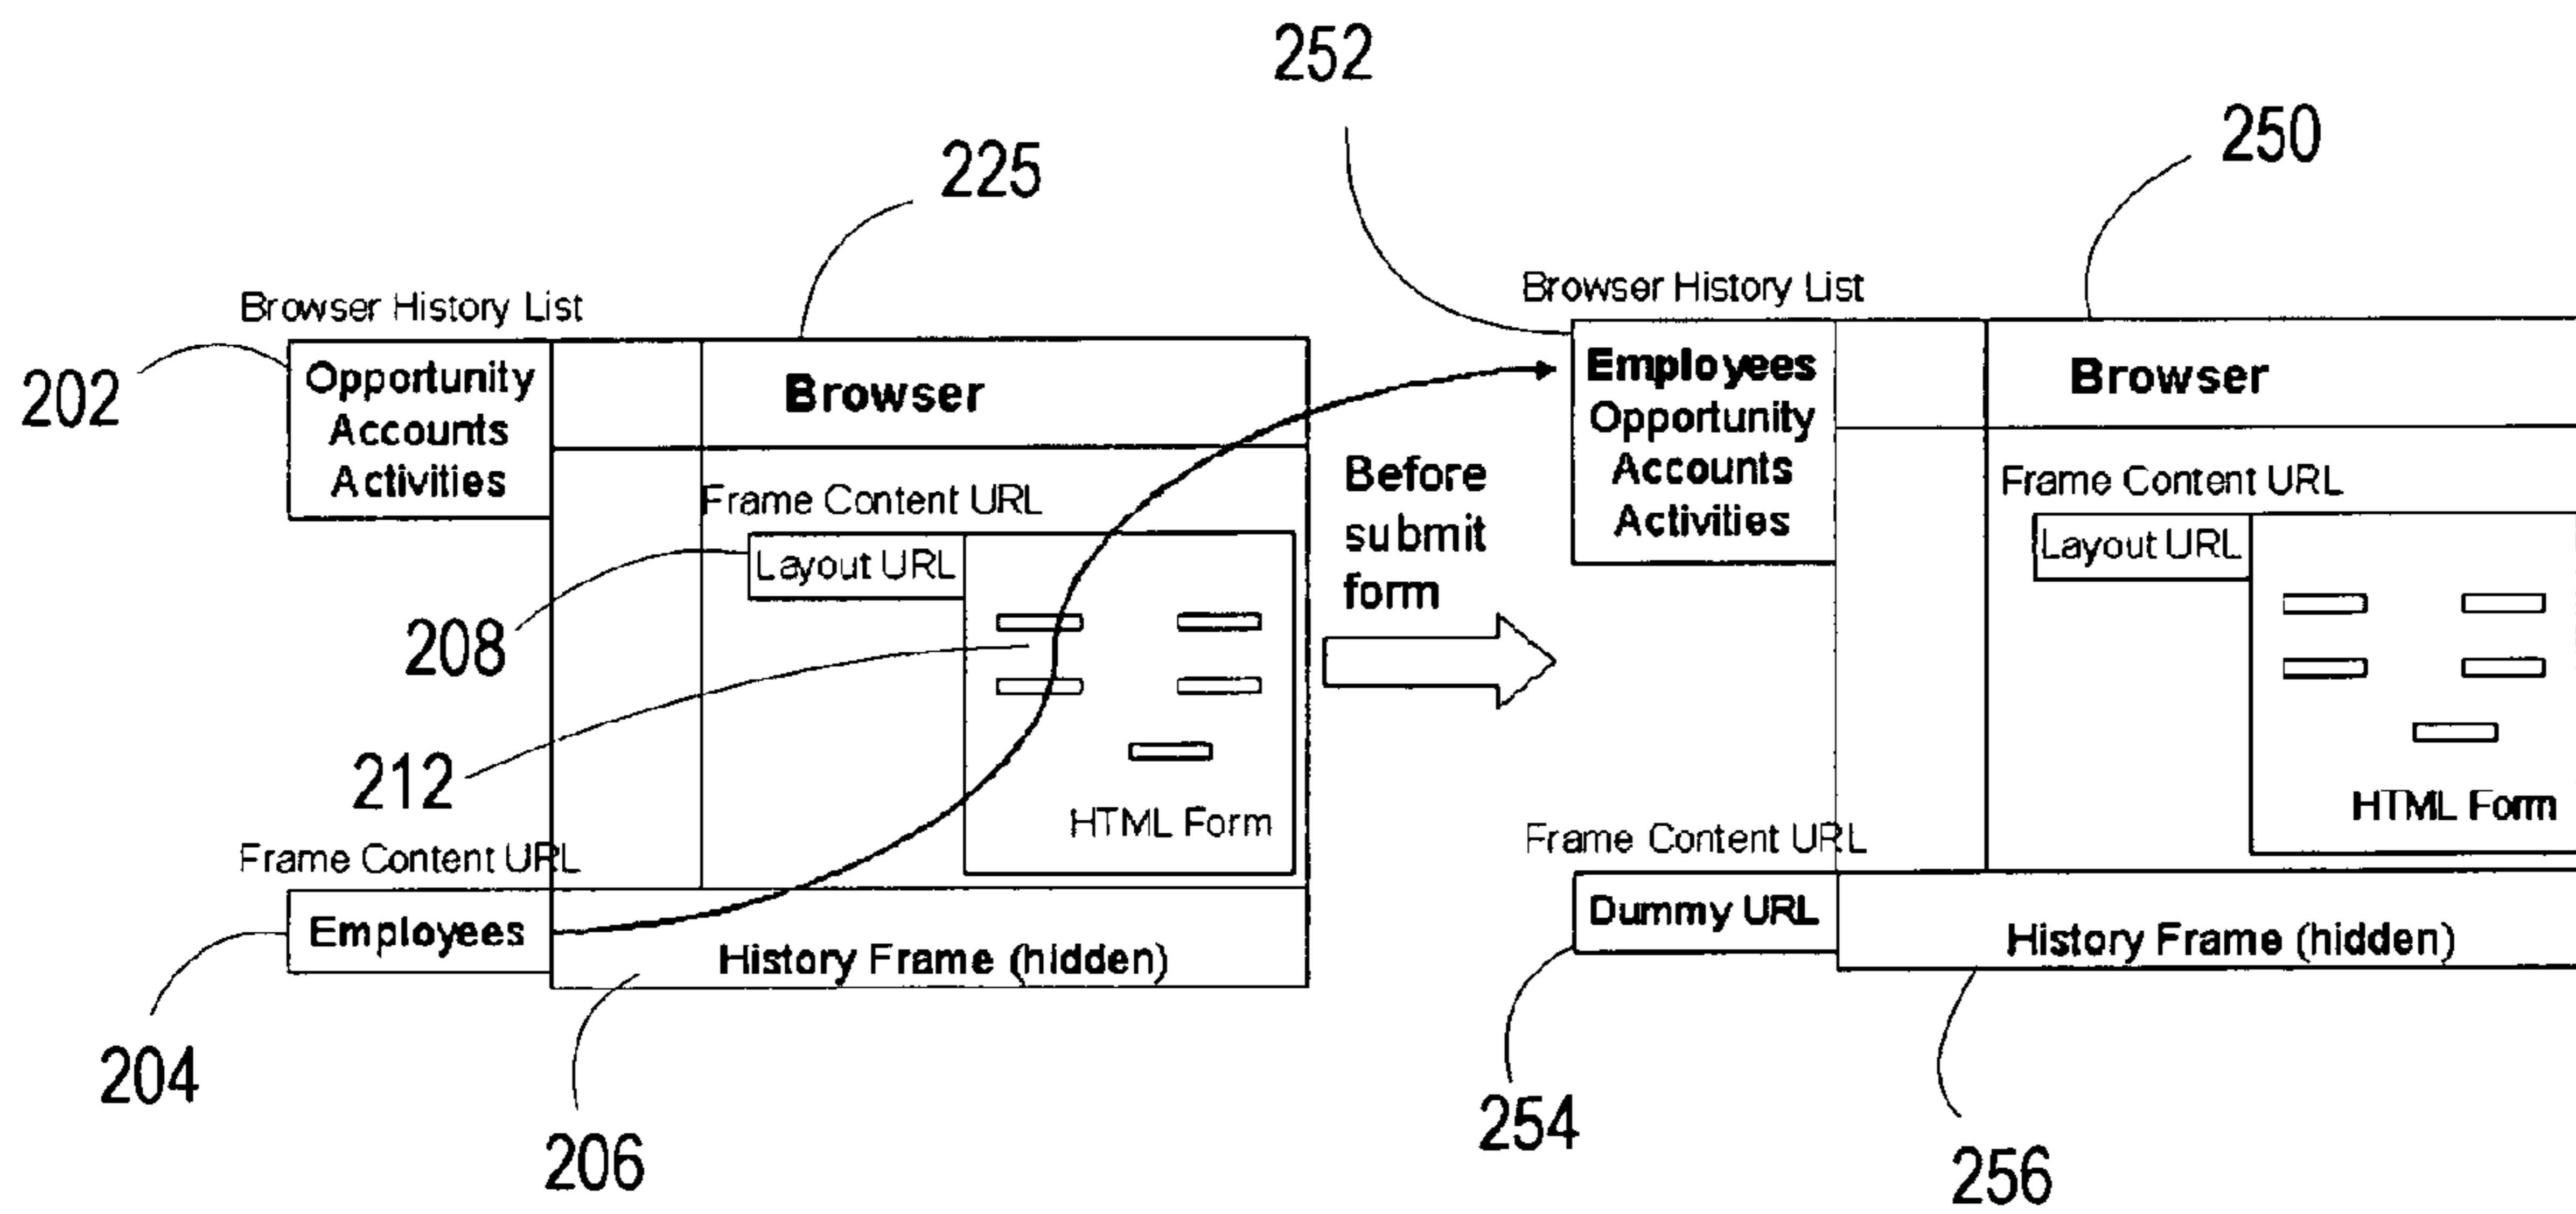 252
250
225
Browser History List
Browser History List
202
Opportunity
Accounts
Activities
Browser
Employees
Opportunity
Accounts
Activities
Browser
Frame Content URL
Layout URL
208
212
HTML Form
Before
submit
form
Frame Content URL
Layout URL
HTML Form
Frame Content URL
Employees
History Frame (hidden)
Frame Content URL
Dummy URL
History Frame (hidden)
204
206
254
256